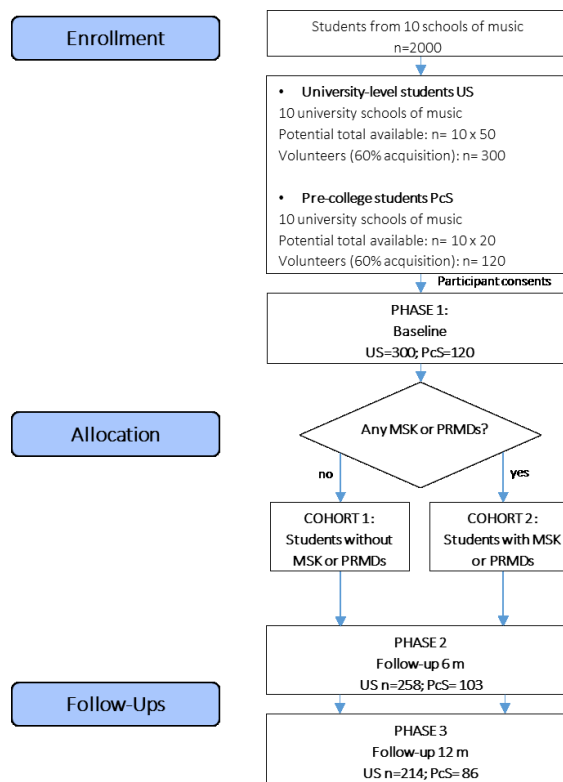 Enrollment
Students from 10 schools of music
n=2000
• University-level students US
10 university schools of music
Potential total available: n= 10 x 50
Volunteers (60% acquisition): n= 300
• Pre-college students PcS
10 university schools of music
Potential total available: n= 10 x 20
Volunteers (60% acquisition): n= 120
Participant consents
PHASE 1:
Baseline
US=300; PcS=120
Allocation
Any MSK or PRMDs?
no
yes
COHORT 1:
Students without
MSK or PRMDs
COHORT 2:
Students with MSK
or PRMDs
Follow-Ups
PHASE 2
Follow-up 6 m
US n=258; PcS= 103
PHASE 3
Follow-up 12 m
US n=214; PcS= 86